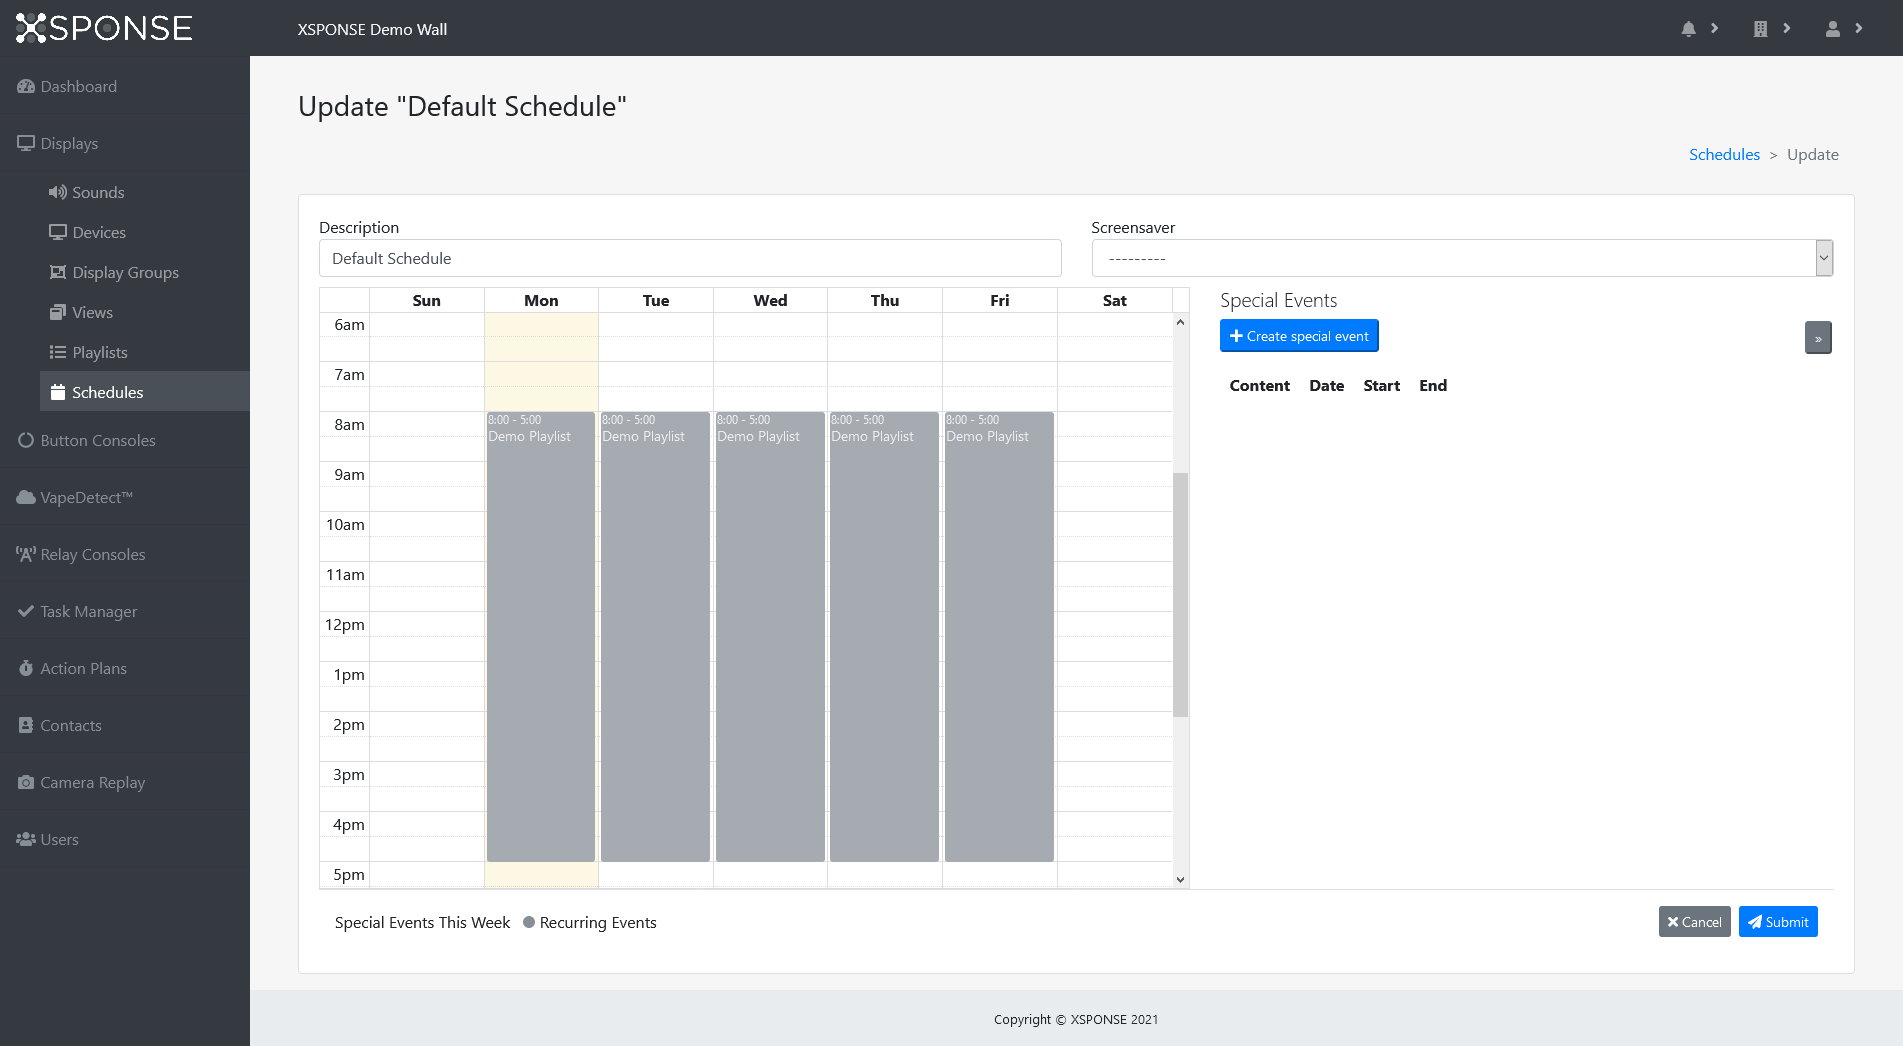 XSPONSE
XSPONSE Demo Wall
Dashboard
Displays
Sounds
Devices
Display Groups
Views
Playlists
Schedules
Button Consoles
VapeDetect™
Relay Consoles
Task Manager
Action Plans
Contacts
Camera Replay
Users
Update "Default Schedule"
Schedules > Update
Description
Default Schedule
Screensaver
---------
Sun Mon Tue Wed Thu Fri Sat
6am
7am
8am
9am
10am
11am
12pm
1pm
2pm
3pm
4pm
5pm
8:00 - 5:00
Demo Playlist
8:00 - 5:00
Demo Playlist
8:00 - 5:00
Demo Playlist
8:00 - 5:00
Demo Playlist
8:00 - 5:00
Demo Playlist
Special Events
Create special event
»
Content Date Start End
Special Events This Week Recurring Events
Cancel Submit
Copyright © XSPONSE 2021